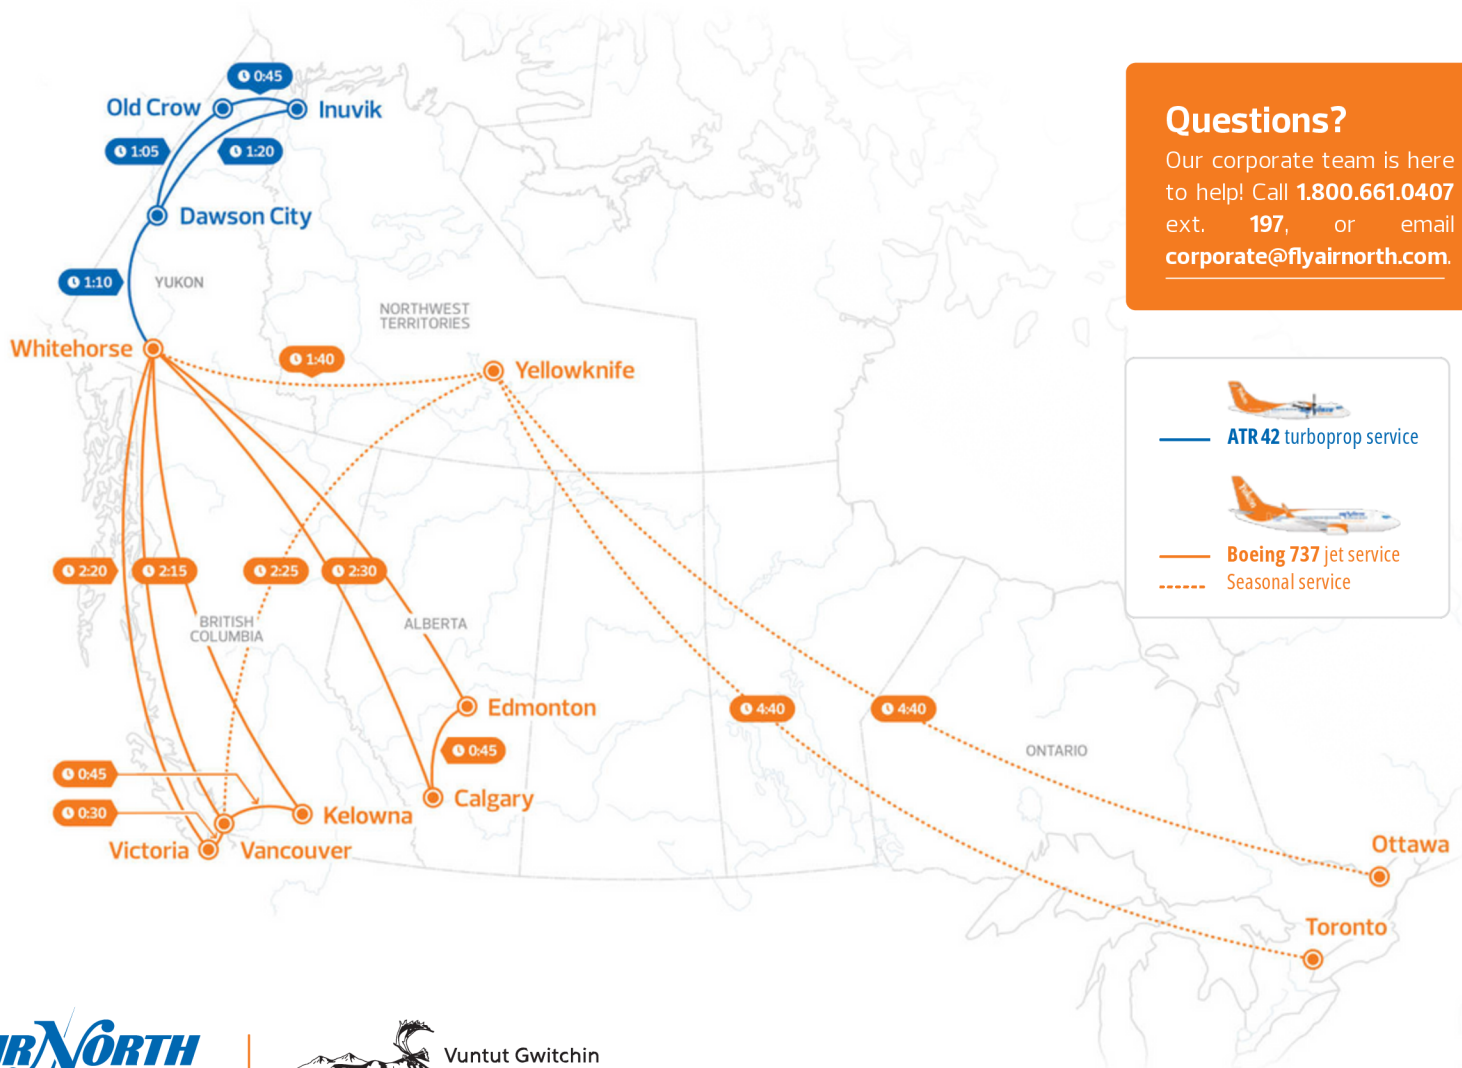 0:45
Old Crow
Inuvik
1:05
1:20
Dawson City
1:10
YUKON
NORTHWEST
TERRITORIES
Whitehorse
1:40
Yellowknife
2:20
2:15
2:25
2:30
BRITISH
COLUMBIA
ALBERTA
Edmonton
0:45
4:40
4:40
ONTARIO
0:45
0:30
Kelowna
Calgary
Victoria
Vancouver
Ottawa
Toronto
Questions?
Our corporate team is here
to help! Call 1.800.661.0407
ext. 197, or email
corporate@flyairnorth.com.
ATR 42 turboprop service
Boeing 737 jet service
Seasonal service
IRNORTH
Vuntut Gwitchin